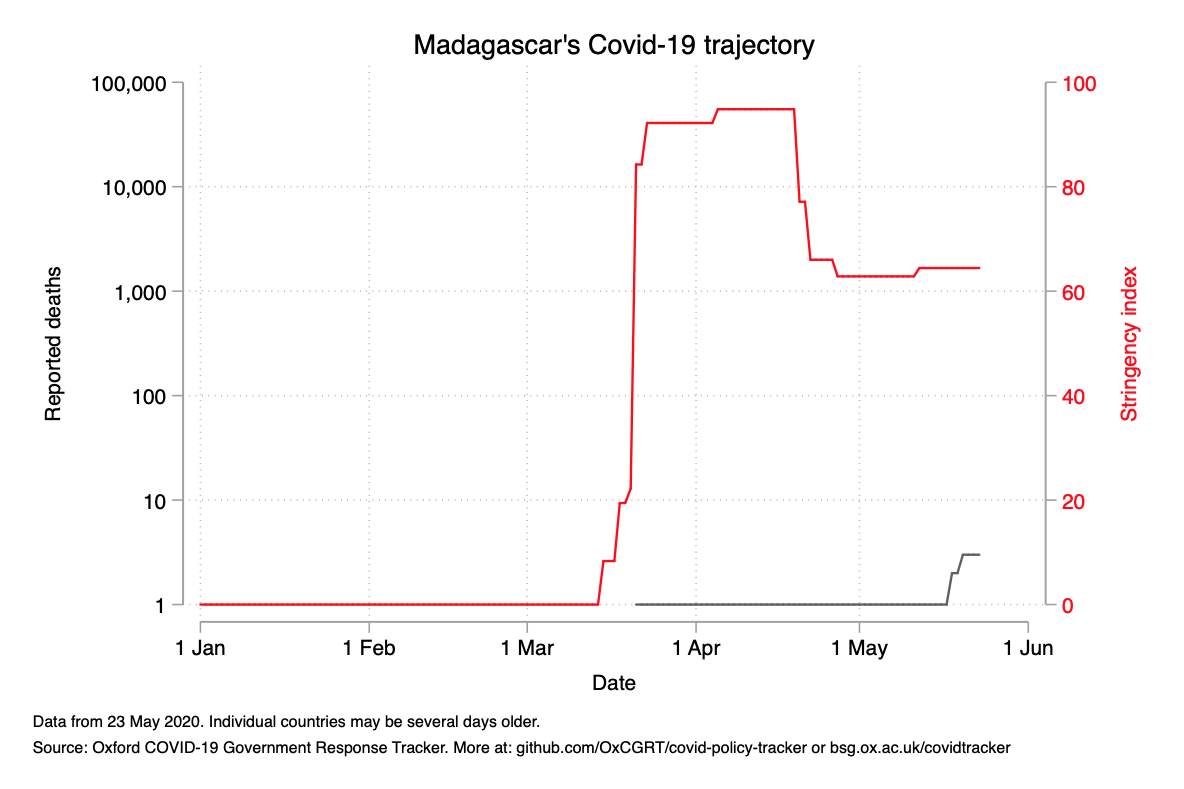 Madagascar's Covid-19 trajectory
100,000
10,000
1,000
100
10
1
Reported deaths
100
80
60
40
20
0
Stringency index
1 Jan 1 Feb 1 Mar 1 Apr 1 May 1 Jun
Date
Data from 23 May 2020. Individual countries may be several days older.
Source: Oxford COVID-19 Government Response Tracker. More at: github.com/OxCGRT/covid-policy-tracker or bsg.ox.ac.uk/covidtracker